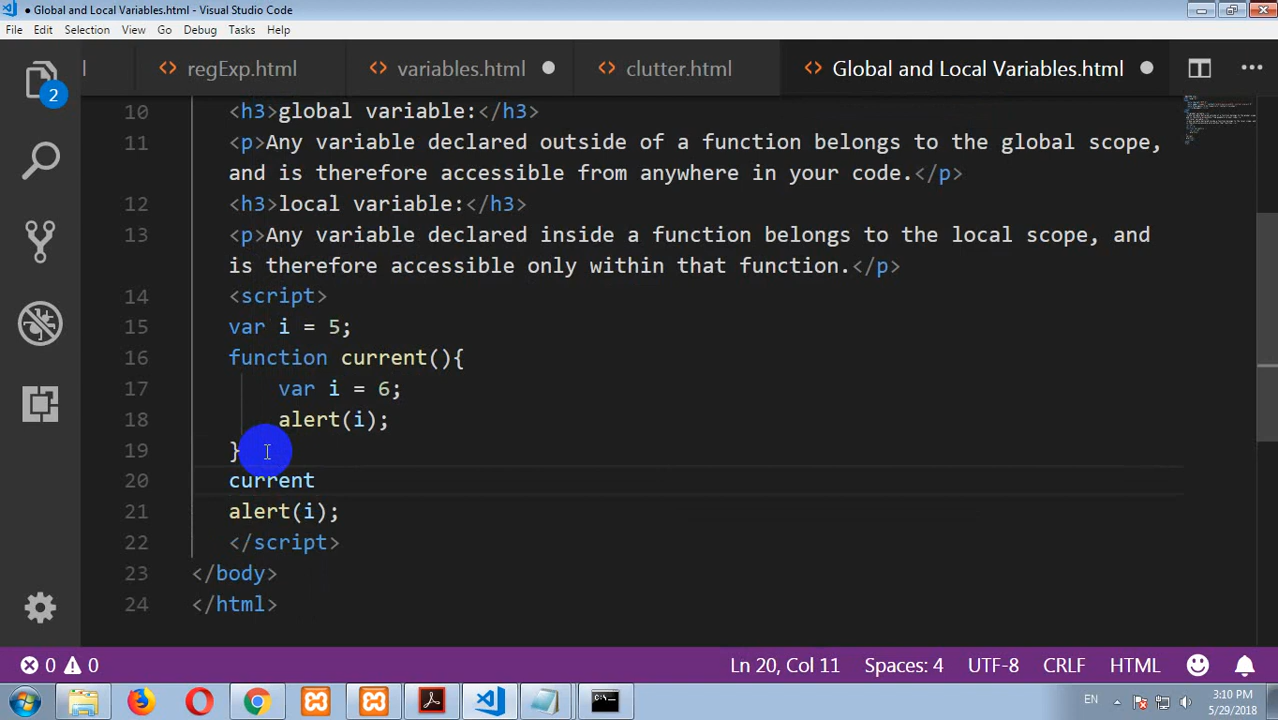 ● Global and Local Variables.html - Visual Studio Code
File Edit Selection View Go Debug Tasks Help
l <> regExp.html <> variables.html ● <> clutter.html <> Global and Local Variables.html ● ...
2
10 <h3>global variable:</h3>
11 <p>Any variable declared outside of a function belongs to the global scope,
and is therefore accessible from anywhere in your code.</p>
12 <h3>local variable:</h3>
13 <p>Any variable declared inside a function belongs to the local scope, and
is therefore accessible only within that function.</p>
14 <script>
15 var i = 5;
16 function current(){
17 var i = 6;
18 alert(i);
19 }
20 current
21 alert(i);
22 </script>
23 </body>
24 </html>
0 0 Ln 20, Col 11 Spaces: 4 UTF-8 CRLF HTML
EN 3:10 PM
5/29/2018